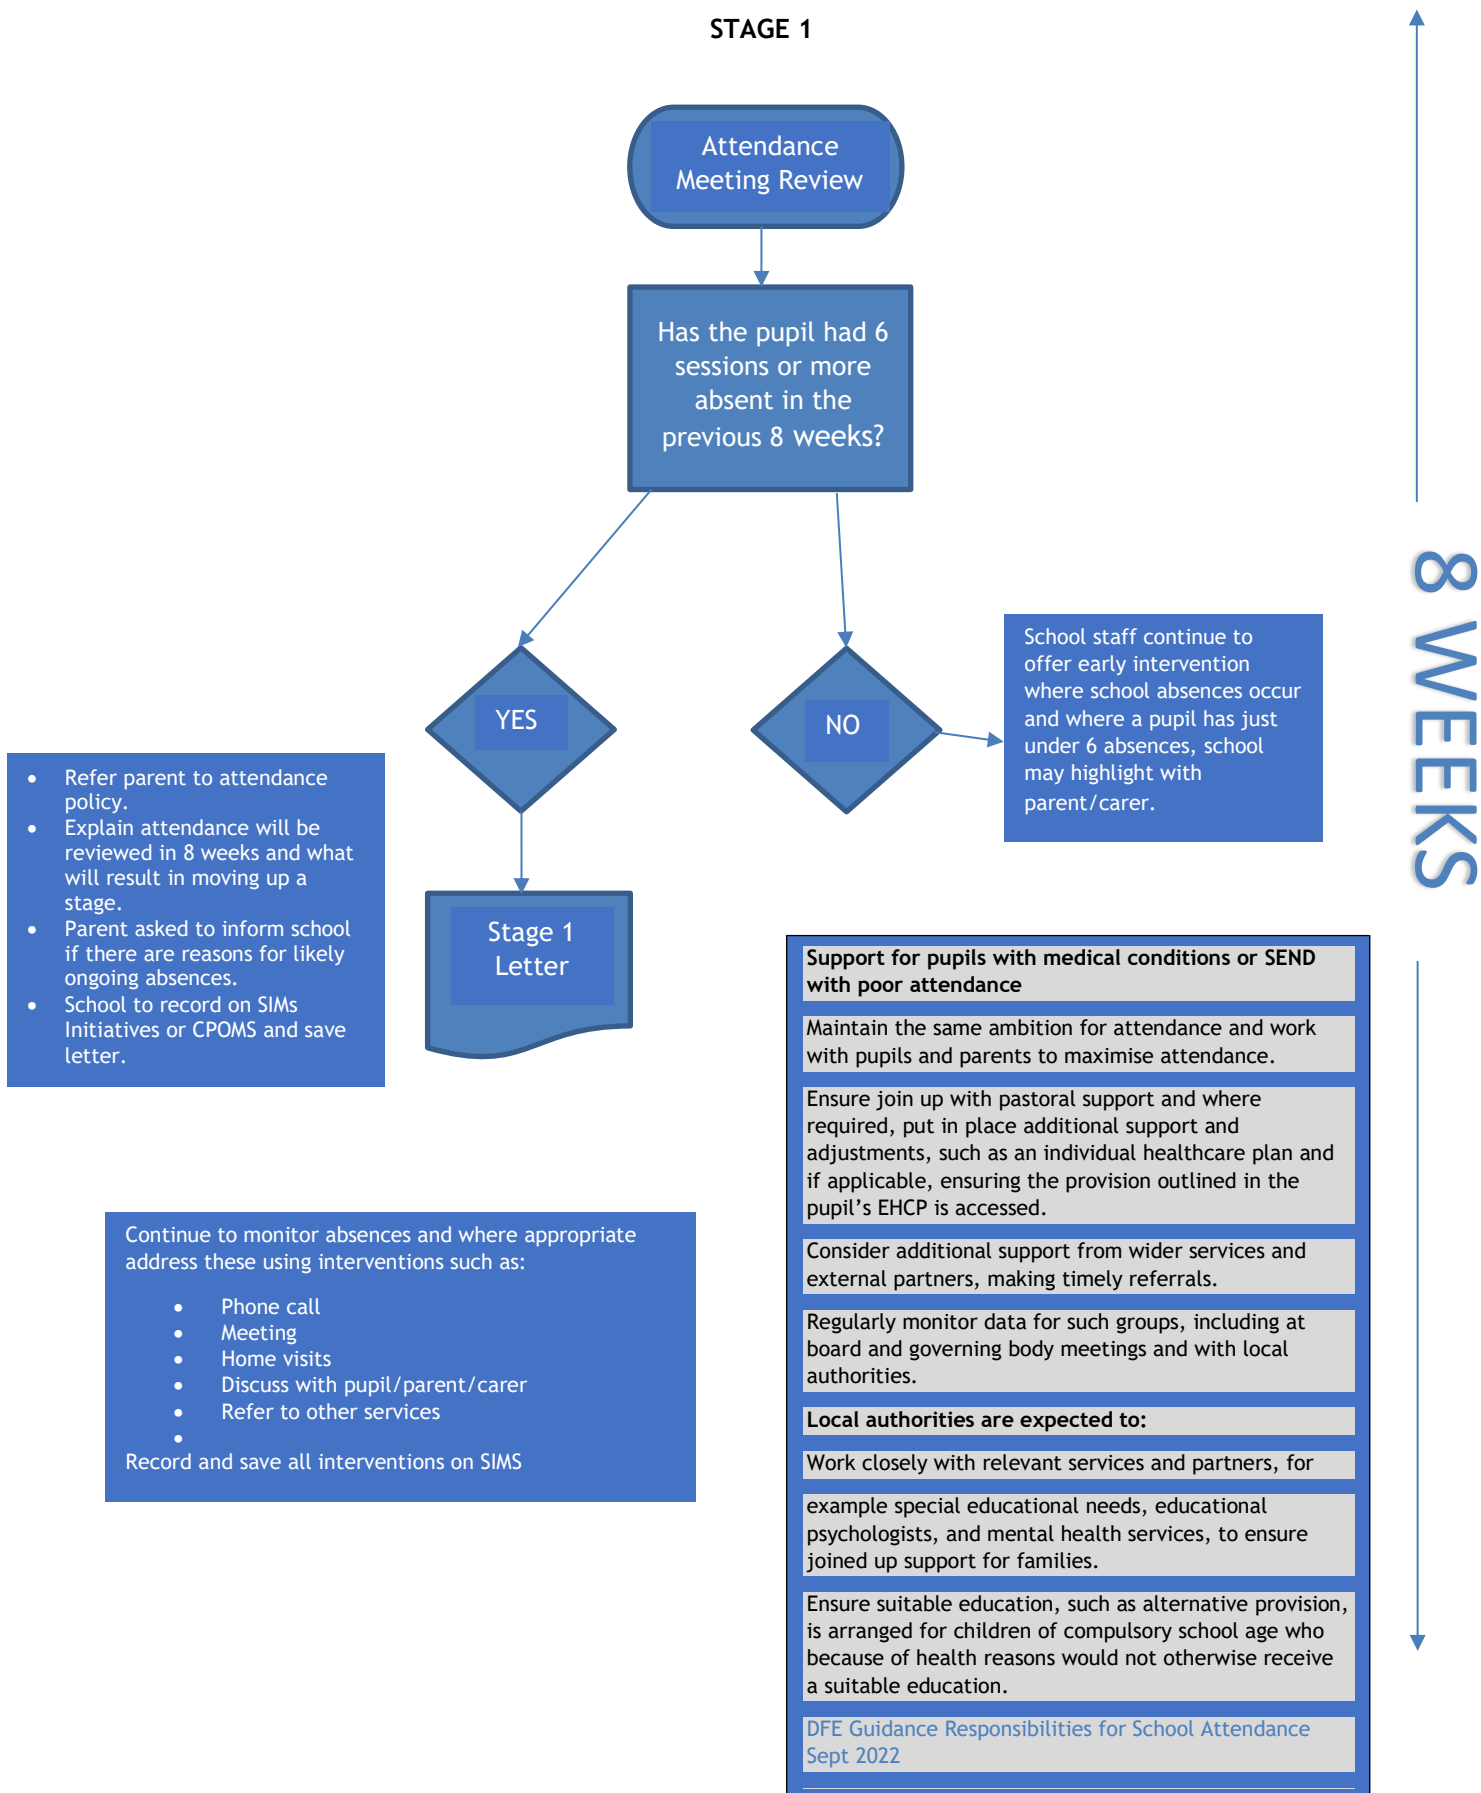 STAGE 1
Attendance
Meeting Review
Has the pupil had 6
sessions or more
absent in the
previous 8 weeks?
YES
NO
School staff continue to
offer early intervention
where school absences occur
and where a pupil has just
under 6 absences, school
may highlight with
parent/carer.
8 WEEKS
• Refer parent to attendance
policy.
• Explain attendance will be
reviewed in 8 weeks and what
will result in moving up a
stage.
• Parent asked to inform school
if there are reasons for likely
ongoing absences.
• School to record on SIMs
Initiatives or CPOMS and save
letter.
Stage 1
Letter
Support for pupils with medical conditions or SEND
with poor attendance
Maintain the same ambition for attendance and work
with pupils and parents to maximise attendance.
Ensure join up with pastoral support and where
required, put in place additional support and
adjustments, such as an individual healthcare plan and
if applicable, ensuring the provision outlined in the
pupil’s EHCP is accessed.
Consider additional support from wider services and
external partners, making timely referrals.
Regularly monitor data for such groups, including at
board and governing body meetings and with local
authorities.
Local authorities are expected to:
Work closely with relevant services and partners, for
example special educational needs, educational
psychologists, and mental health services, to ensure
joined up support for families.
Ensure suitable education, such as alternative provision,
is arranged for children of compulsory school age who
because of health reasons would not otherwise receive
a suitable education.
DFE Guidance Responsibilities for School Attendance
Sept 2022
Continue to monitor absences and where appropriate
address these using interventions such as:
• Phone call
• Meeting
• Home visits
• Discuss with pupil/parent/carer
• Refer to other services
•
Record and save all interventions on SIMS